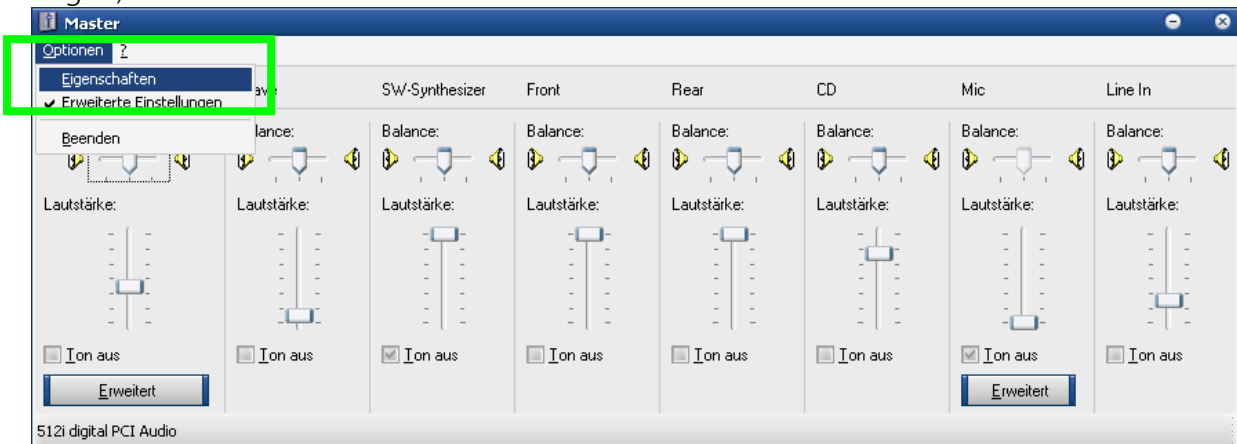 Master
Optionen ?
Eigenschaften
Erweiterte Einstellungen
Beenden
SW-Synthesizer Front Rear CD Mic Line In
Balance: Balance: Balance: Balance: Balance: Balance:
Lautstärke: Lautstärke: Lautstärke: Lautstärke: Lautstärke: Lautstärke: Lautstärke: Lautstärke:
Ton aus Ton aus Ton aus Ton aus Ton aus Ton aus Ton aus Ton aus
Erweitert Erweitert
512i digital PCI Audio